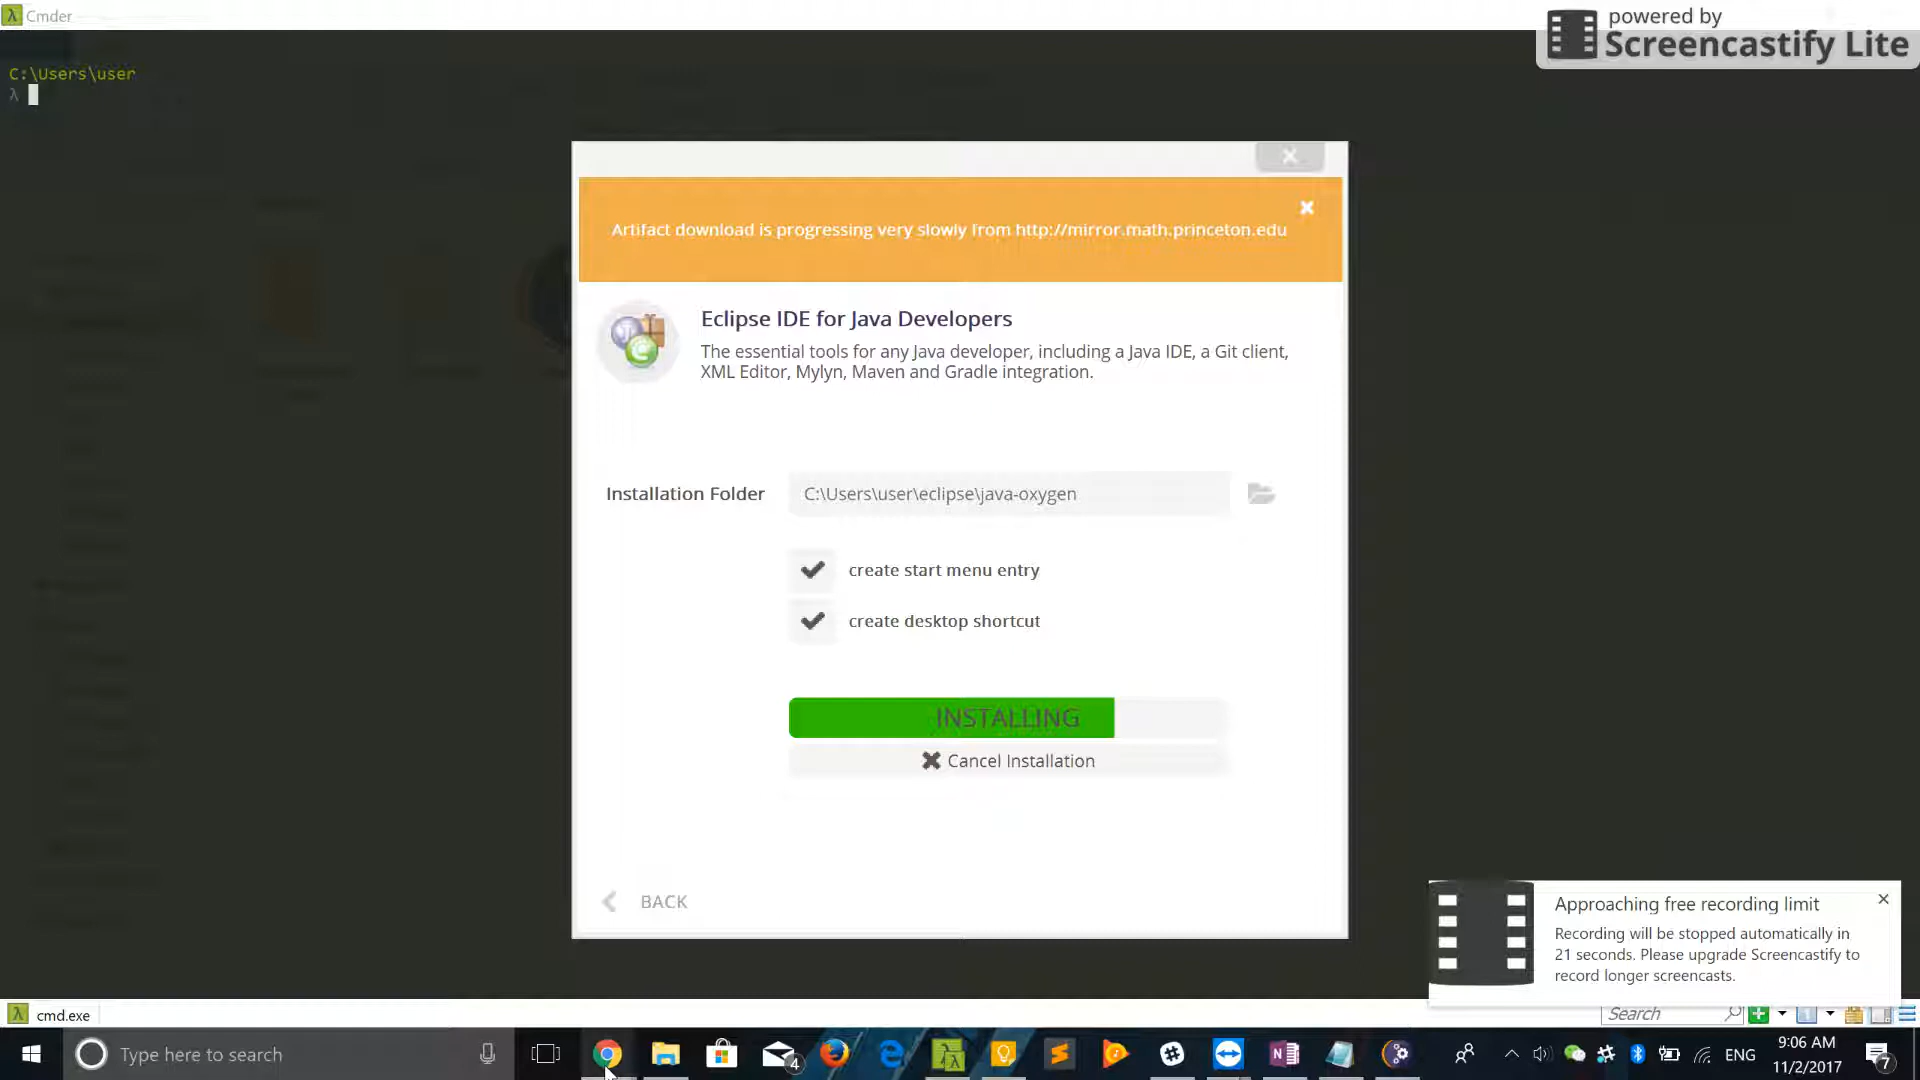 Cmder
powered by
Screencastify Lite
C:\Users\user
λ
Artifact download is progressing very slowly from http://mirror.math.princeton.edu
Eclipse IDE for Java Developers
The essential tools for any Java developer, including a Java IDE, a Git client,
XML Editor, Mylyn, Maven and Gradle integration.
Installation Folder
C:\Users\user\eclipse\java-oxygen
create start menu entry
create desktop shortcut
INSTALLING
Cancel Installation
BACK
Approaching free recording limit
Recording will be stopped automatically in
21 seconds. Please upgrade Screencastify to
record longer screencasts.
cmd.exe
Search
Type here to search
4
ENG
9:06 AM
11/2/2017
7